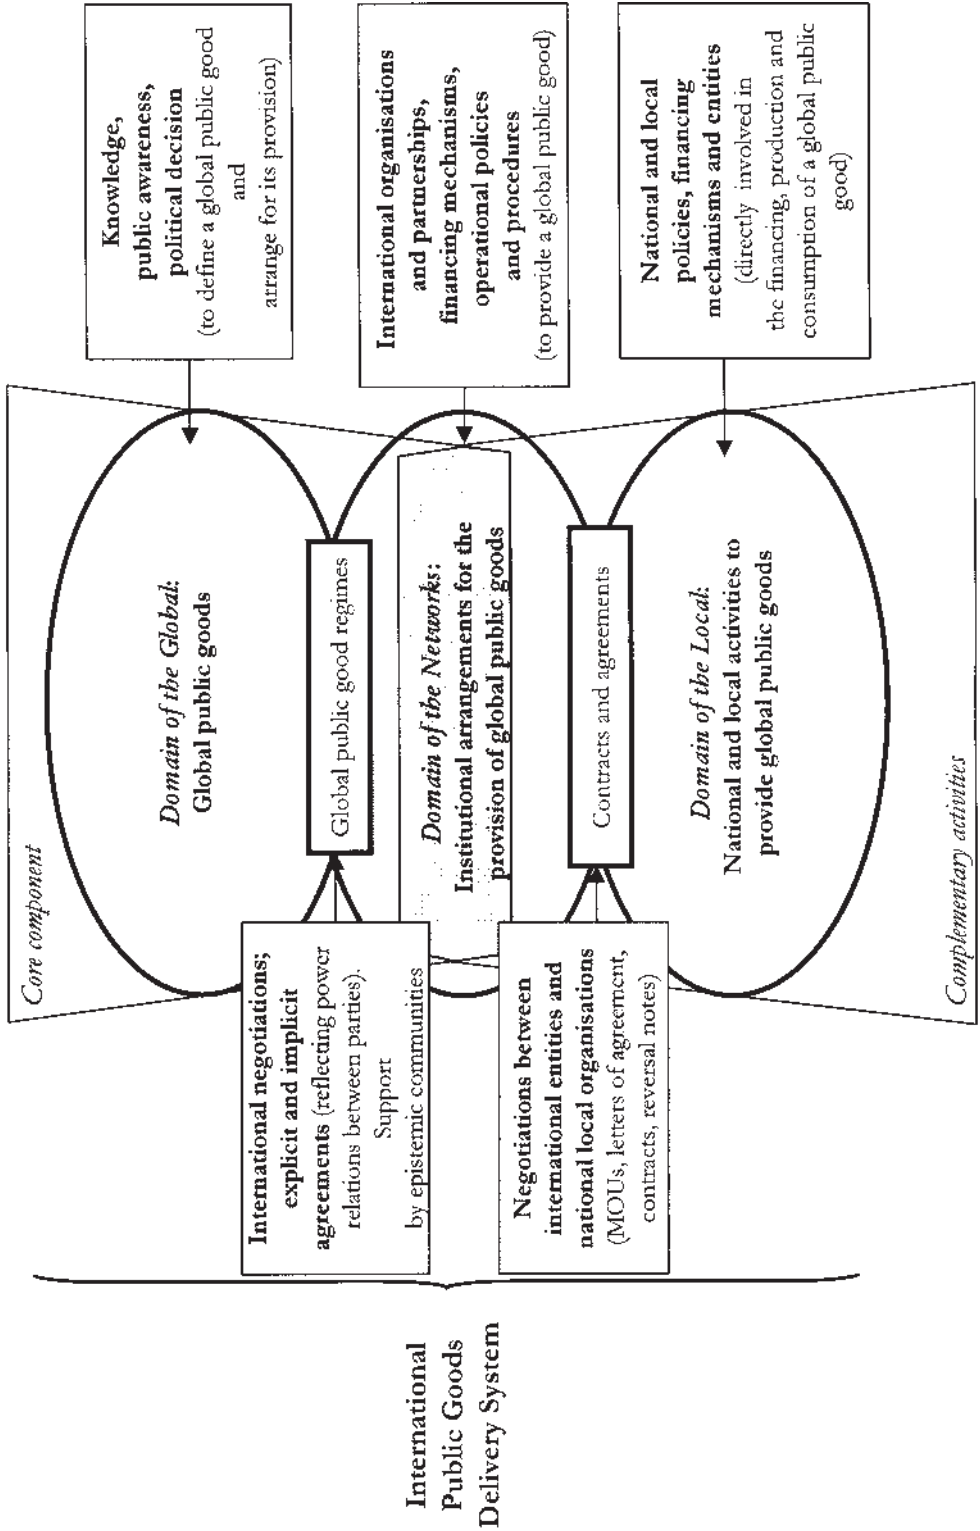 International
Public Goods
Delivery System
Core component
International negotiations;
explicit and implicit
agreements (reflecting power
relations between parties).
Support
by epistemic communities
Negotiations between
international entities and
national local organisations
(MOUs, letters of agreement,
contracts, reversal notes)
Domain of the Global:
Global public goods
Global public good regimes
Domain of the Networks:
Institutional arrangements for the
provision of global public goods
Contracts and agreements
Domain of the Local:
National and local activities to
provide global public goods
Complementary activities
Knowledge,
public awareness,
political decision
(to define a global public good
and
arrange for its provision)
International organisations
and partnerships,
financing mechanisms,
operational policies
and procedures
(to provide a global public good)
National and local
policies, financing
mechanisms and entities
(directly involved in
the financing, production and
consumption of a global public
good)